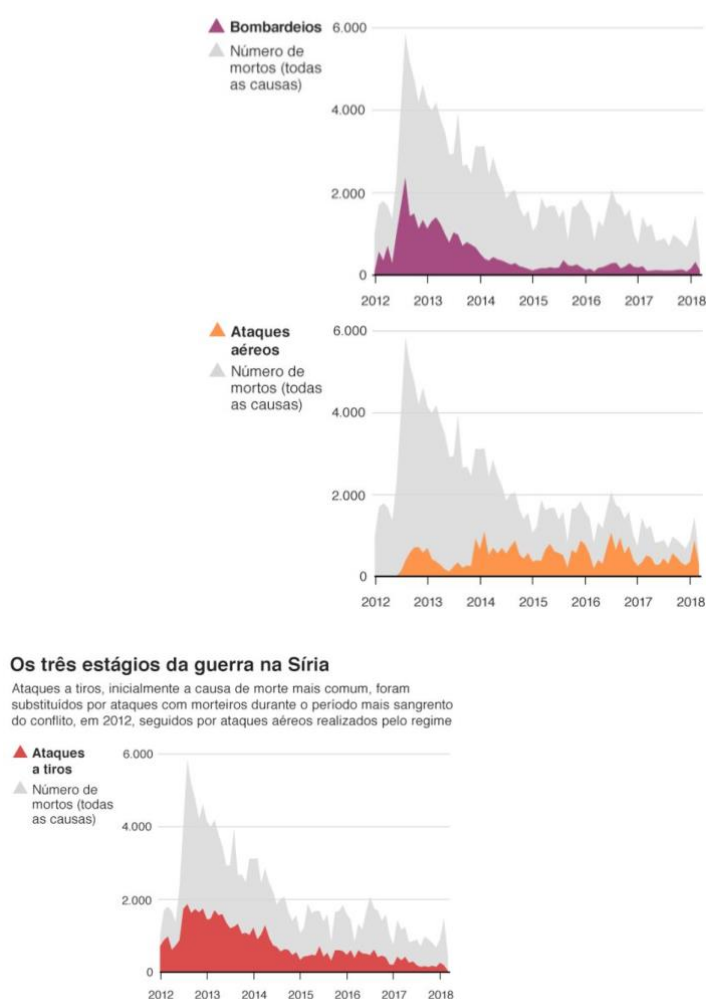 Bombardeios
Número de
mortos (todas
as causas)
6.000
4.000
2.000
0
2012 2013 2014 2015 2016 2017 2018
Ataques
aéreos
Número de
mortos (todas
as causas)
6.000
4.000
2.000
0
2012 2013 2014 2015 2016 2017 2018
Os três estágios da guerra na Síria
Ataques a tiros, inicialmente a causa de morte mais comum, foram
substituídos por ataques com morteiros durante o período mais sangrento
do conflito, em 2012, seguidos por ataques aéreos realizados pelo regime
Ataques
a tiros
Número de
mortos (todas
as causas)
6.000
4.000
2.000
0
2012 2013 2014 2015 2016 2017 2018